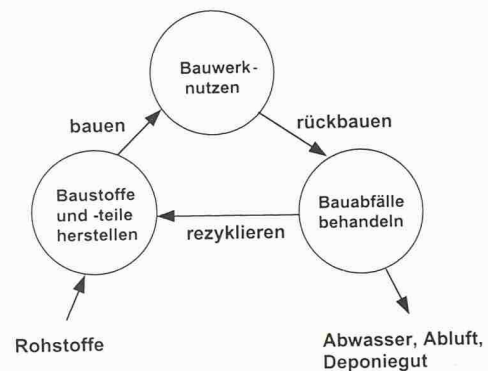 Bauwerk-
nutzen
bauen
rückbauen
Baustoffe
und -teile
herstellen
Bauabfälle
behandeln
rezyklieren
Rohstoffe
Abwasser, Abluft,
Deponiegut